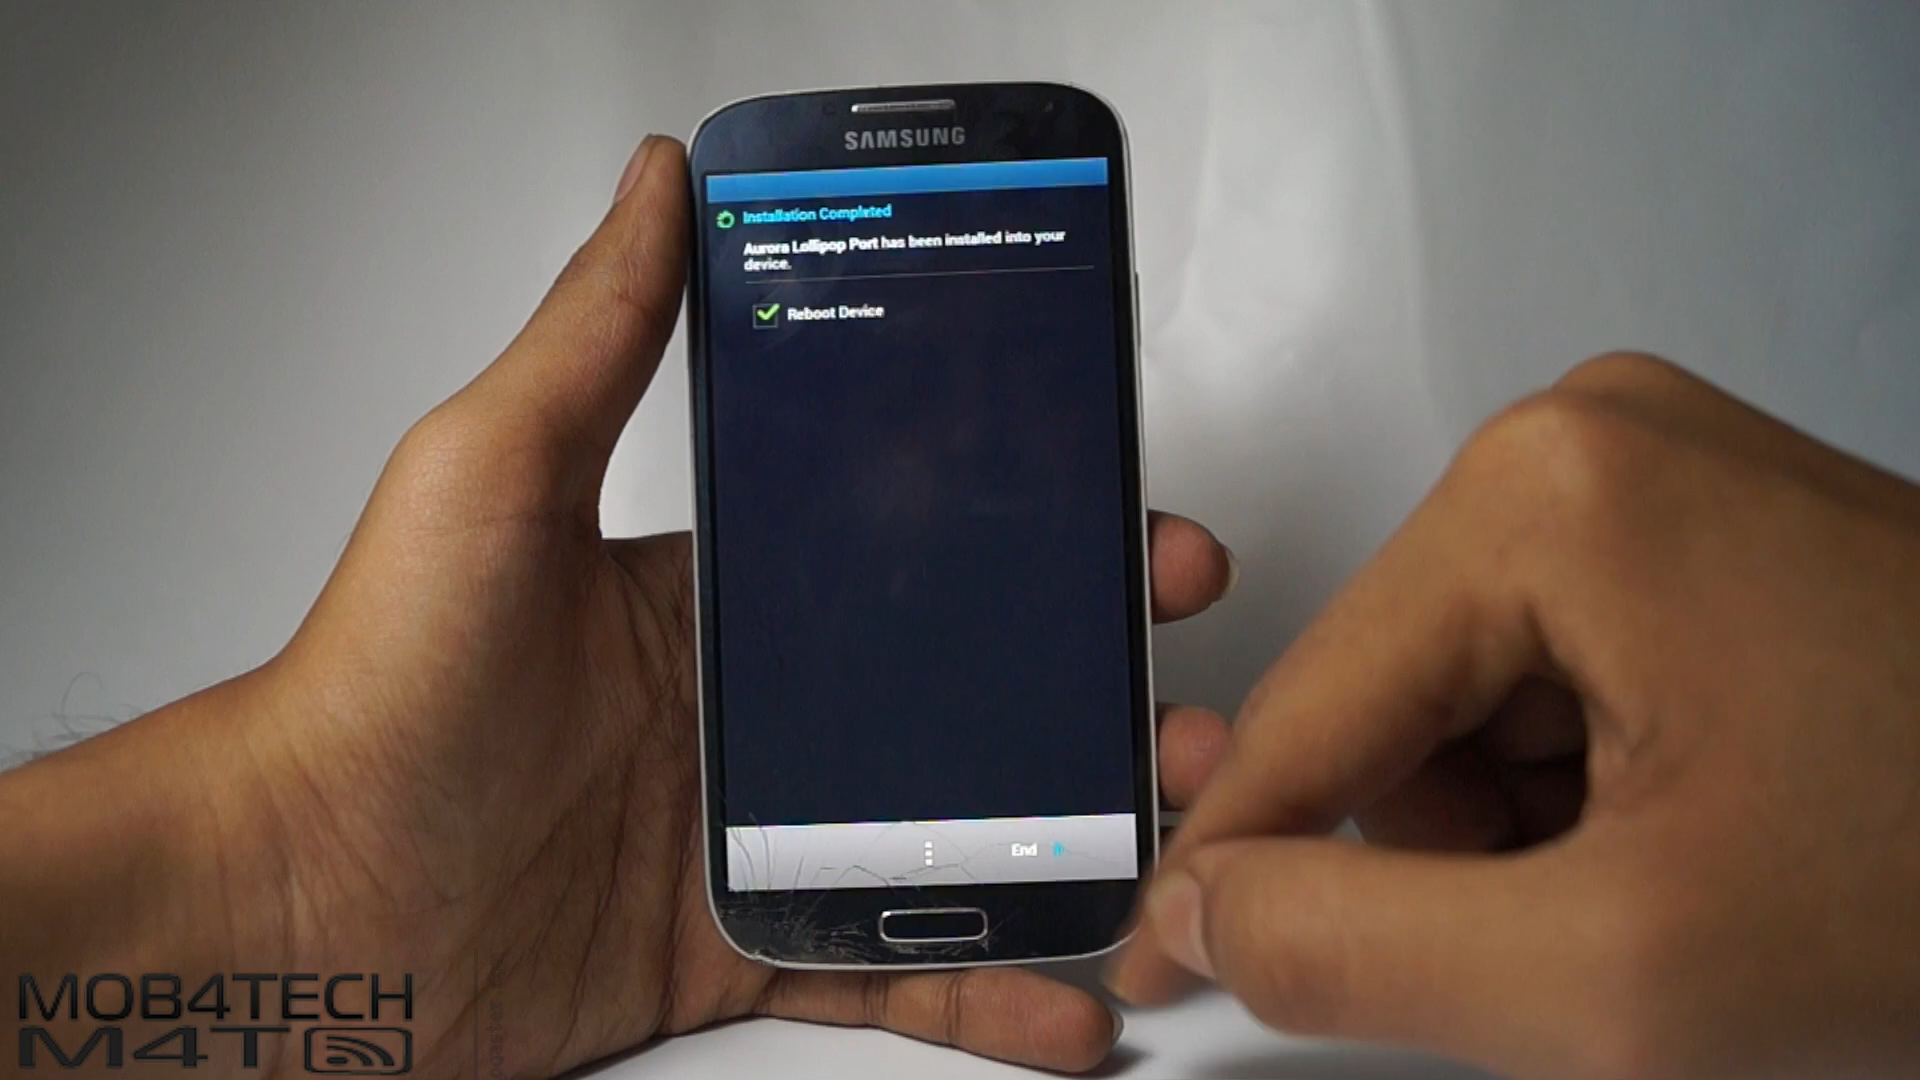 SAMSUNG
Installation Completed
Aurora Lollipop Port has been installed into your
device.
Reboot Device
End
MOB4TECH
M4T